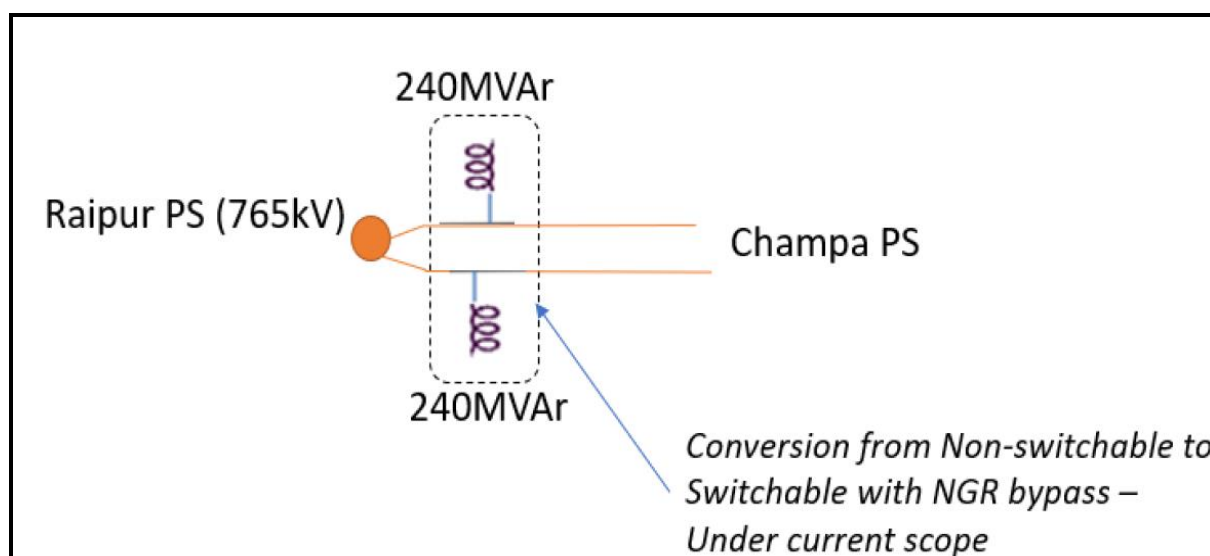 240MVAr
Raipur PS (765kV)
Champa PS
240MVAr
Conversion from Non-switchable to
Switchable with NGR bypass –
Under current scope